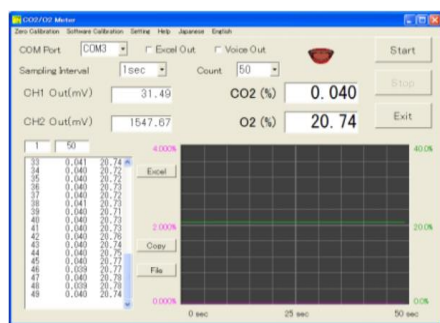 CO2/O2 Meter
Zero Calibration Software Calibration Setting Help Japanese English
COM Port COM3 Excel Out Voice Out Start
Sampling Interval 1sec Count 50
Stop
CH1 Out(mV) 31.49 CO2 (%) 0.040
CH2 Out(mV) 1547.67 O2 (%) 20.74 Exit
1 50
4.000% 40.0%
33 0.041 20.74
34 0.040 20.72
35 0.040 20.72
36 0.040 20.73
37 0.040 20.72
38 0.041 20.73
39 0.040 20.71
40 0.040 20.73
41 0.040 20.73
42 0.040 20.76
43 0.040 20.74
44 0.040 20.75
45 0.040 20.77
46 0.039 20.77
47 0.040 20.78
48 0.039 20.78
49 0.040 20.74
Excel
2.000% 20.0%
Copy
File
0.000% 0.0%
0 sec 25 sec 50 sec